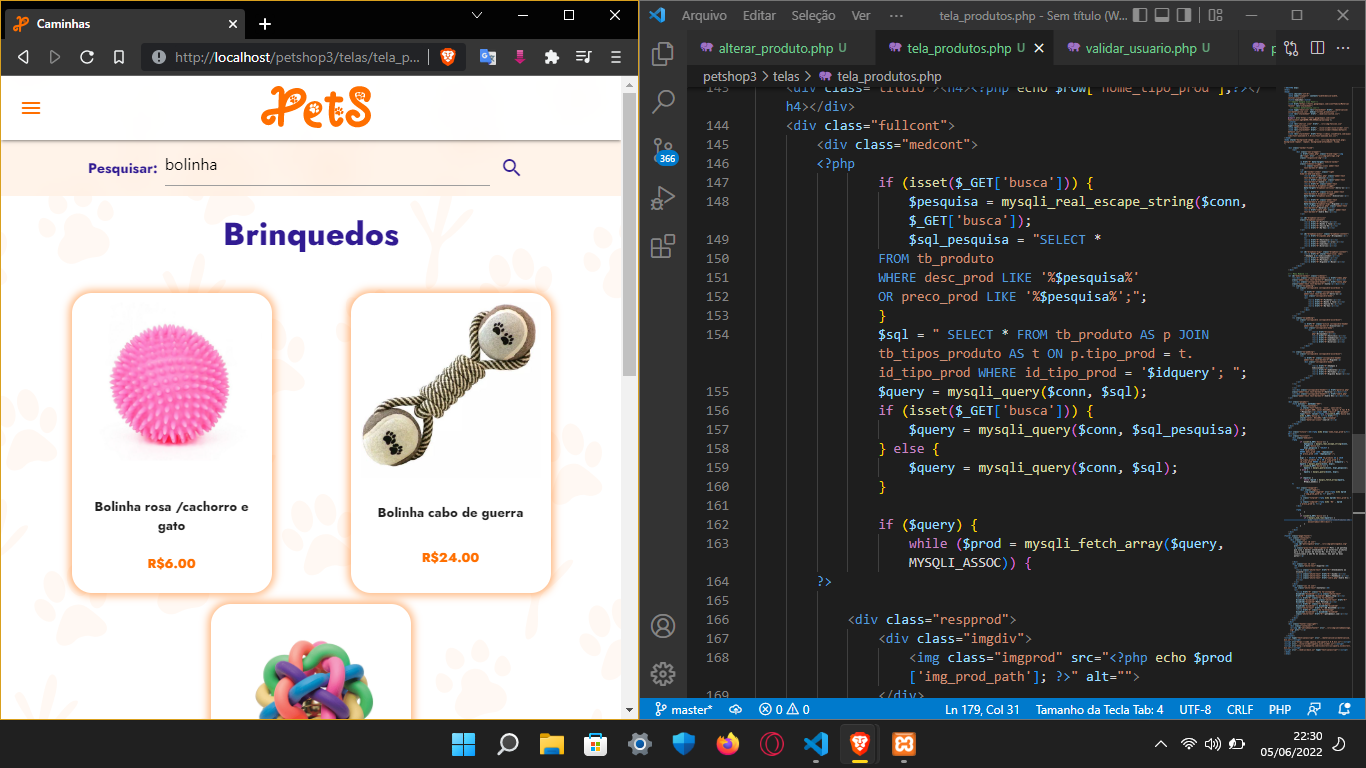 Caminhas
http://localhost/petshop3/telas/tela_p...
PetS
Pesquisar: bolinha
Brinquedos
Bolinha rosa /cachorro e
gato
R$6.00
Bolinha cabo de guerra
R$24.00
Arquivo Editar Seleção Ver ··· tela_produtos.php - Sem título (W...
alterar_produto.php U tela_produtos.php U validar_usuario.php U p
petshop3 > telas > tela_produtos.php
366
143 <div class="titulo"><h4><?php echo $row['nome_tipo_prod'];?></
h4></div>
144 <div class="fullcont">
145 <div class="medcont">
146 <?php
147 if (isset($_GET['busca'])) {
148 $pesquisa = mysqli_real_escape_string($conn,
$_GET['busca']);
149 $sql_pesquisa = "SELECT *
150 FROM tb_produto
151 WHERE desc_prod LIKE '%$pesquisa%'
152 OR preco_prod LIKE '%$pesquisa%';";
153 }
154 $sql = " SELECT * FROM tb_produto AS p JOIN
tb_tipos_produto AS t ON p.tipo_prod = t.
id_tipo_prod WHERE id_tipo_prod = '$idquery'; ";
155 $query = mysqli_query($conn, $sql);
156 if (isset($_GET['busca'])) {
157 $query = mysqli_query($conn, $sql_pesquisa);
158 } else {
159 $query = mysqli_query($conn, $sql);
160 }
161
162 if ($query) {
163 while ($prod = mysqli_fetch_array($query,
MYSQLI_ASSOC)) {
164 ?>
165
166 <div class="respprod">
167 <div class="imgdiv">
168 <img class="imgprod" src="<?php echo $prod
['img_prod_path']; ?>" alt="">
169 </div>
master* 0 0 Ln 179, Col 31 Tamanho da Tecla Tab: 4 UTF-8 CRLF PHP
22:30
05/06/2022